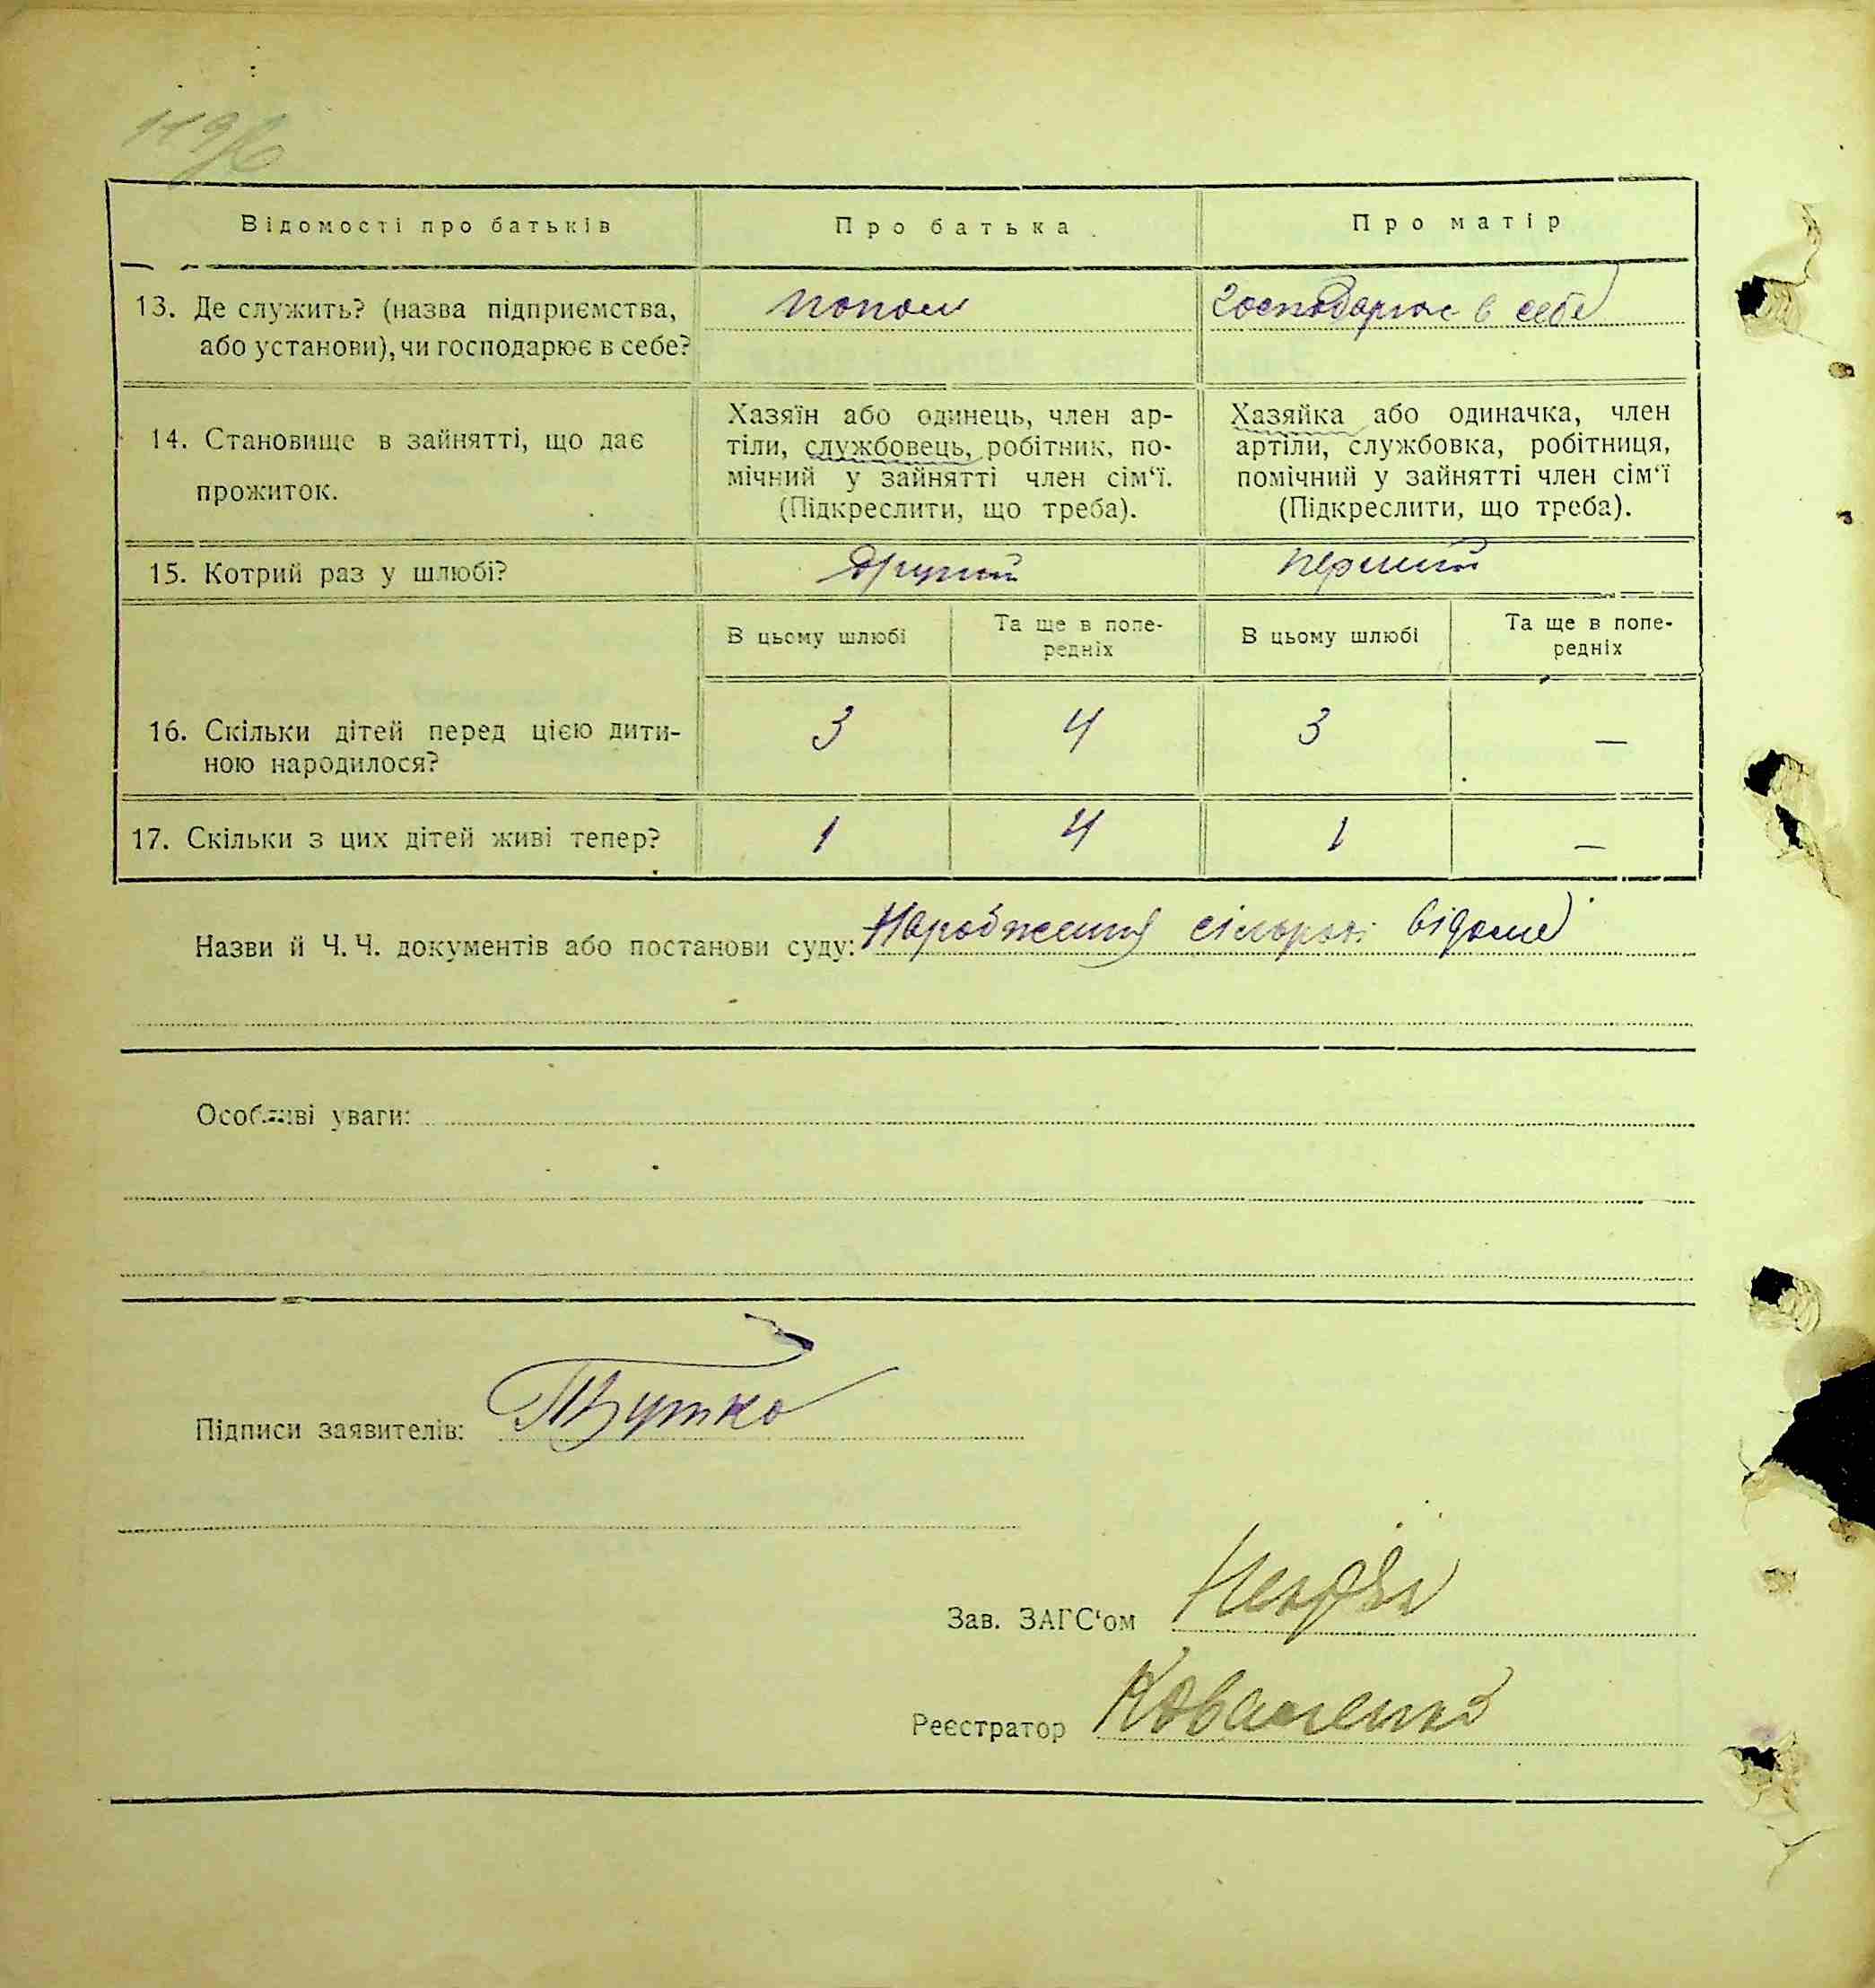 Відомості про батьків
Про батька
Про матір
13. Де служить? (назва підприємства, або установи), чи господарює в себе?
попом
господарює в себе
14. Становище в зайнятті, що дає прожиток.
Хазяїн або одинець, член ар-
тіли, службовець, робітник, по-
мічний у зайнятті член сім'ї.
(Підкреслити, що треба).
Хазяйка або одиначка, член
артіли, службовка, робітниця,
помічний у зайнятті член сім'ї
(Підкреслити, що треба).
15. Котрий раз у шлюбі?
другий
перший
В цьому шлюбі
Та ще в попе-
редніх
В цьому шлюбі
Та ще в попе-
редніх
16. Скільки дітей перед цією дити-
ною народилося?
3
4
3
—
17. Скільки з цих дітей живі тепер?
1
4
1
—
Назви й Ч. Ч. документів або постанови суду: Народження сільраді відоме
Особливі уваги:
Підписи заявителів: Бутко
Зав. ЗАГС'ом
Реєстратор Коваленко